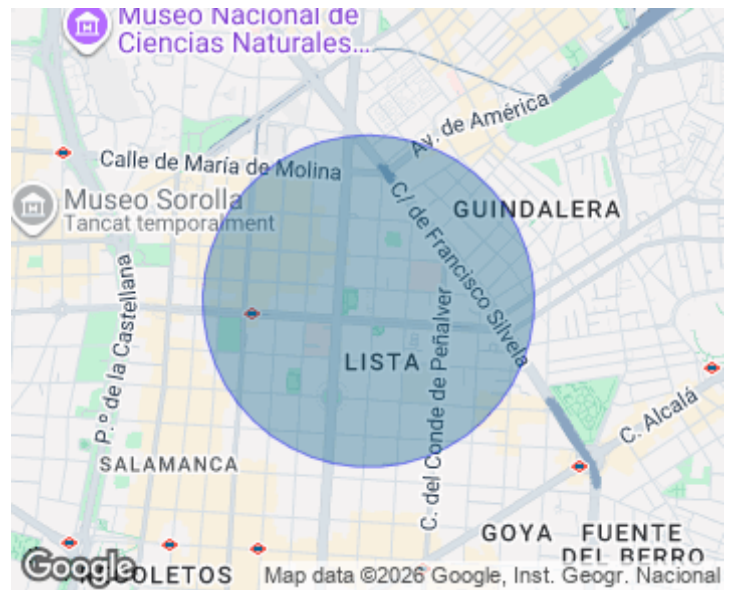 Museo Nacional de
Ciencias Naturales...
Av. de América
Calle de María de Molina
Museo Sorolla
Tancat temporalment
GUINDALERA
C/ de Francisco Silvela
P.º de la Castellana
C. del Conde de Peñalver
LISTA
C. Alcalá
SALAMANCA
GOYA
FUENTE
DEL BERRO
Google
Map data ©2026 Google, Inst. Geogr. Nacional